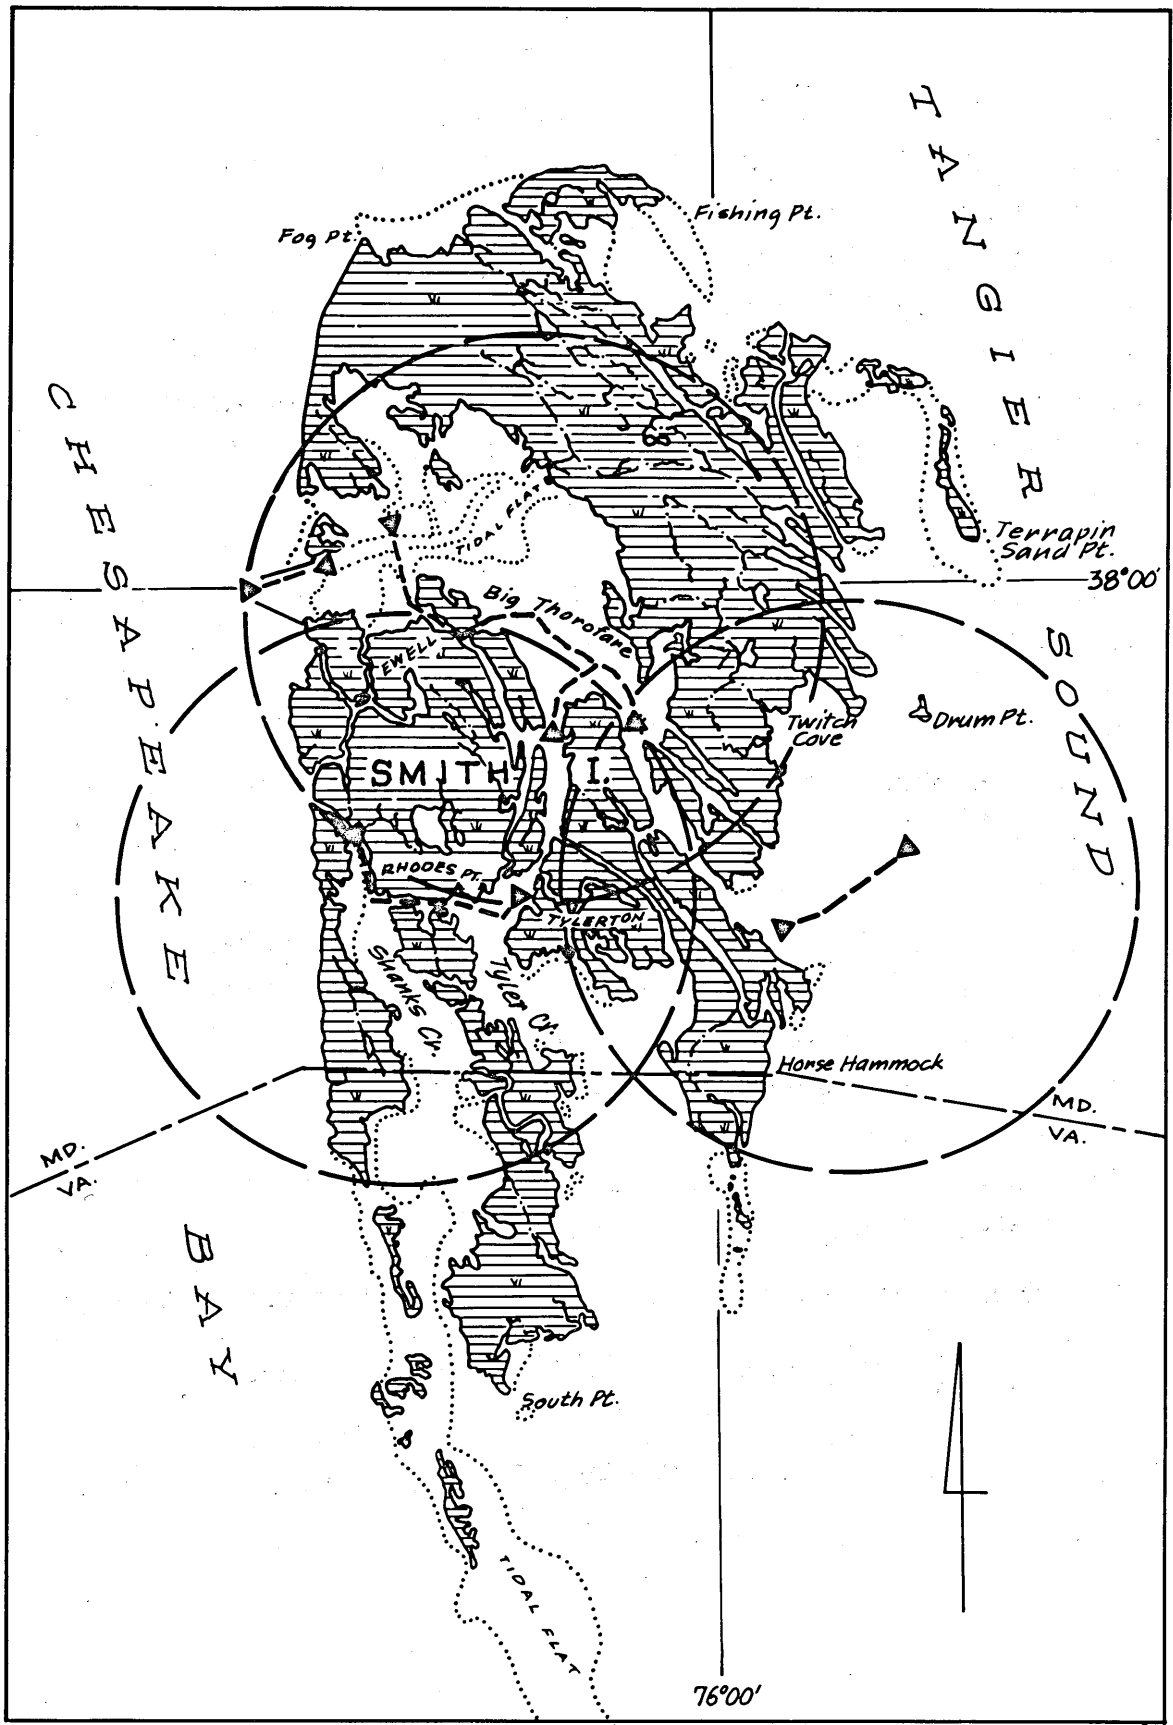 TANGIER
SOUND
Fishing Pt.
Fog Pt.
CHESAPEAKE
BAY
TIDAL FLAT
Terrapin
Sand Pt.
38°00'
Big Thorofare
EWELL
Twitch
Cove
Drum Pt.
SMITH I.
RHODES PT.
TYLERTON
Shanks Cr.
Tyler Cr.
Horse Hammock
MD.
VA.
MD.
VA.
South Pt.
TIDAL FLAT
76°00'